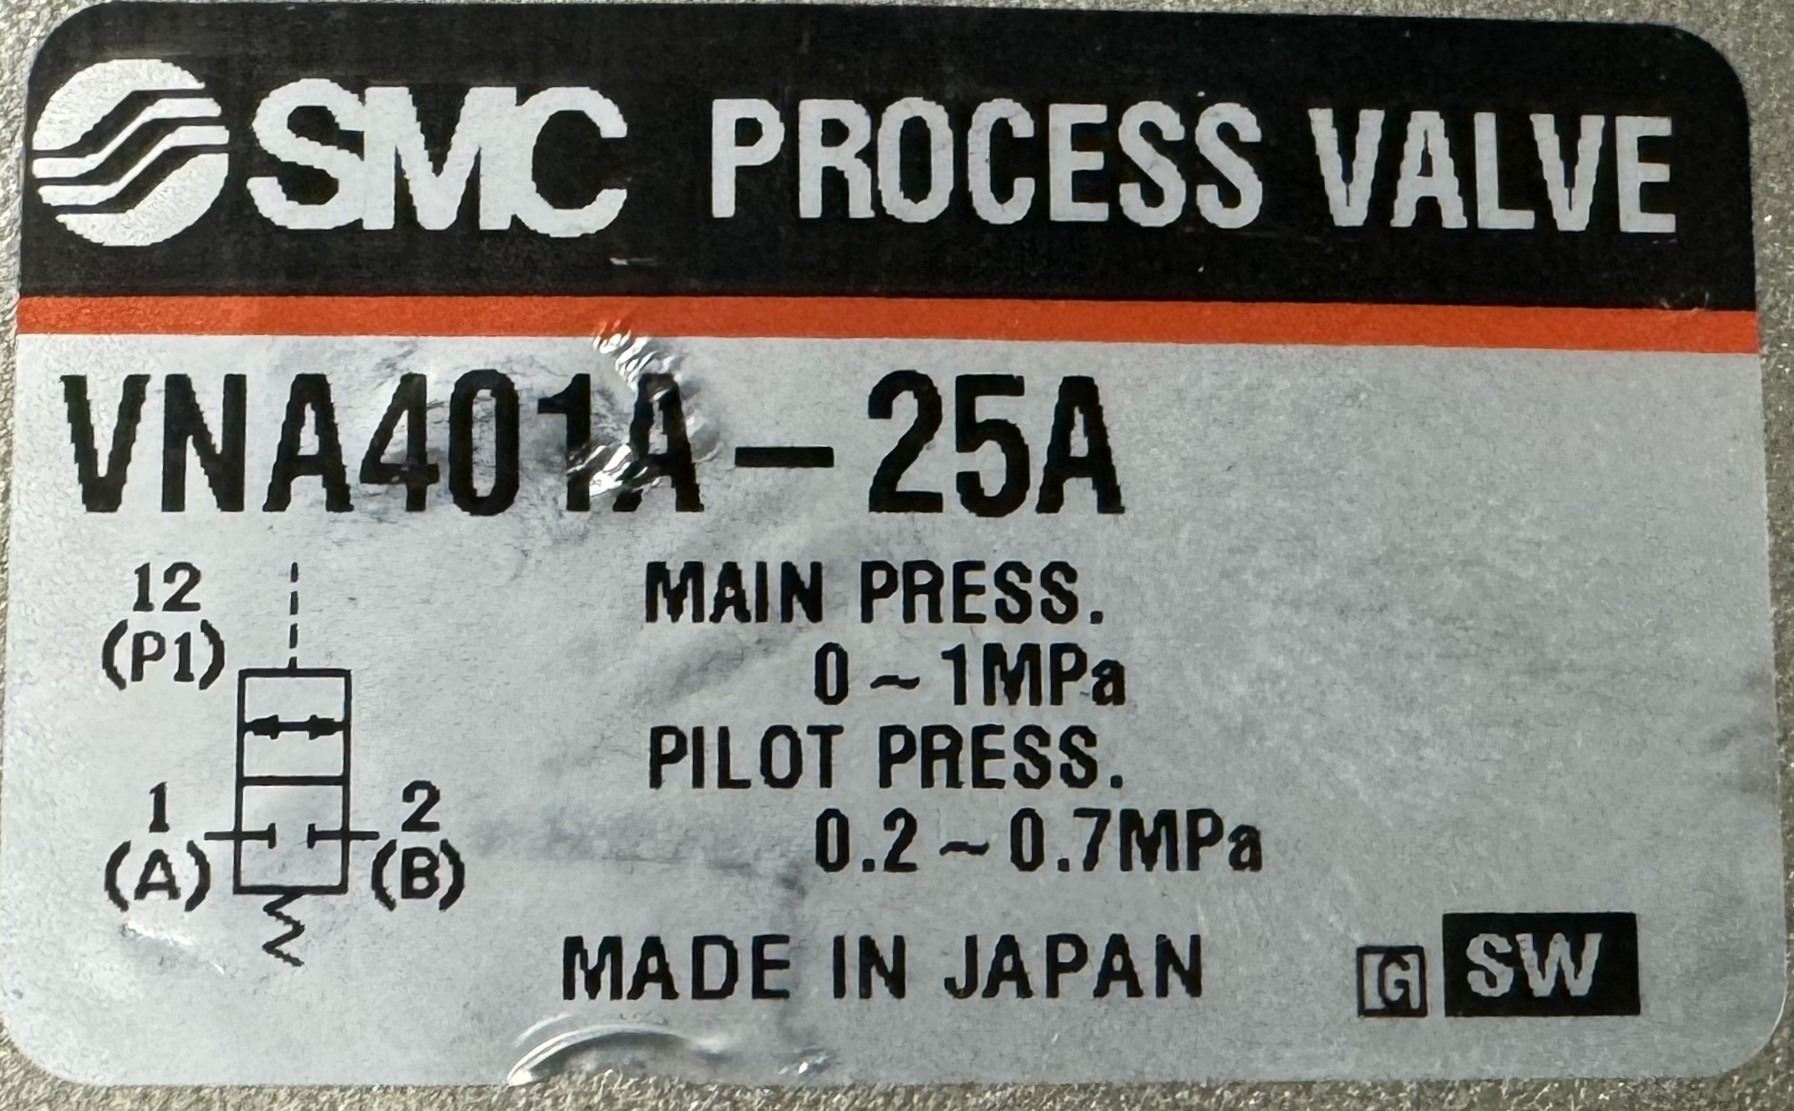 SMC PROCESS VALVE
VNA401A-25A
12
(P1)
MAIN PRESS.
0~1MPa
PILOT PRESS.
1
2
0.2~0.7MPa
(A)
(B)
MADE IN JAPAN
G SW